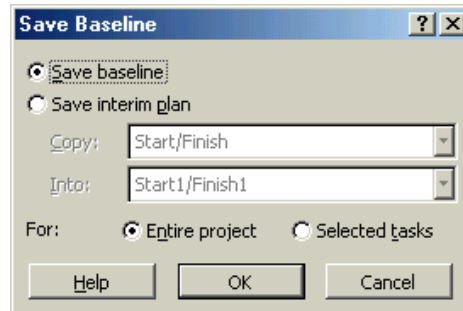 Save Baseline
Save baseline
Save interim plan
Copy: Start/Finish
Into: Start1/Finish1
For: Entire project Selected tasks
Help OK Cancel